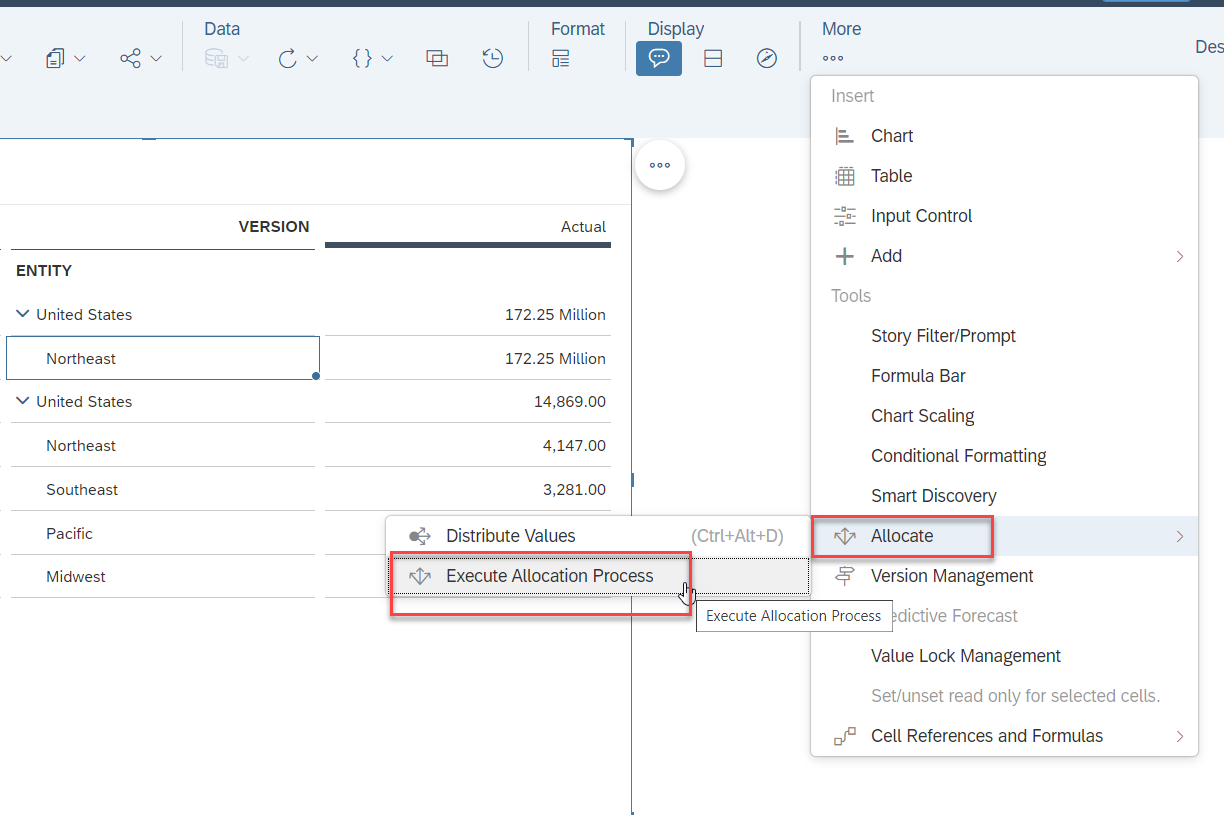 Data
Format
Display
More
Des
Insert
Chart
Table
Input Control
Add
Tools
Story Filter/Prompt
Formula Bar
Chart Scaling
Conditional Formatting
Smart Discovery
Allocate
Version Management
edictive Forecast
Value Lock Management
Set/unset read only for selected cells.
Cell References and Formulas
Distribute Values (Ctrl+Alt+D)
Execute Allocation Process
Execute Allocation Process
VERSION Actual
ENTITY
United States 172.25 Million
Northeast 172.25 Million
United States 14,869.00
Northeast 4,147.00
Southeast 3,281.00
Pacific
Midwest